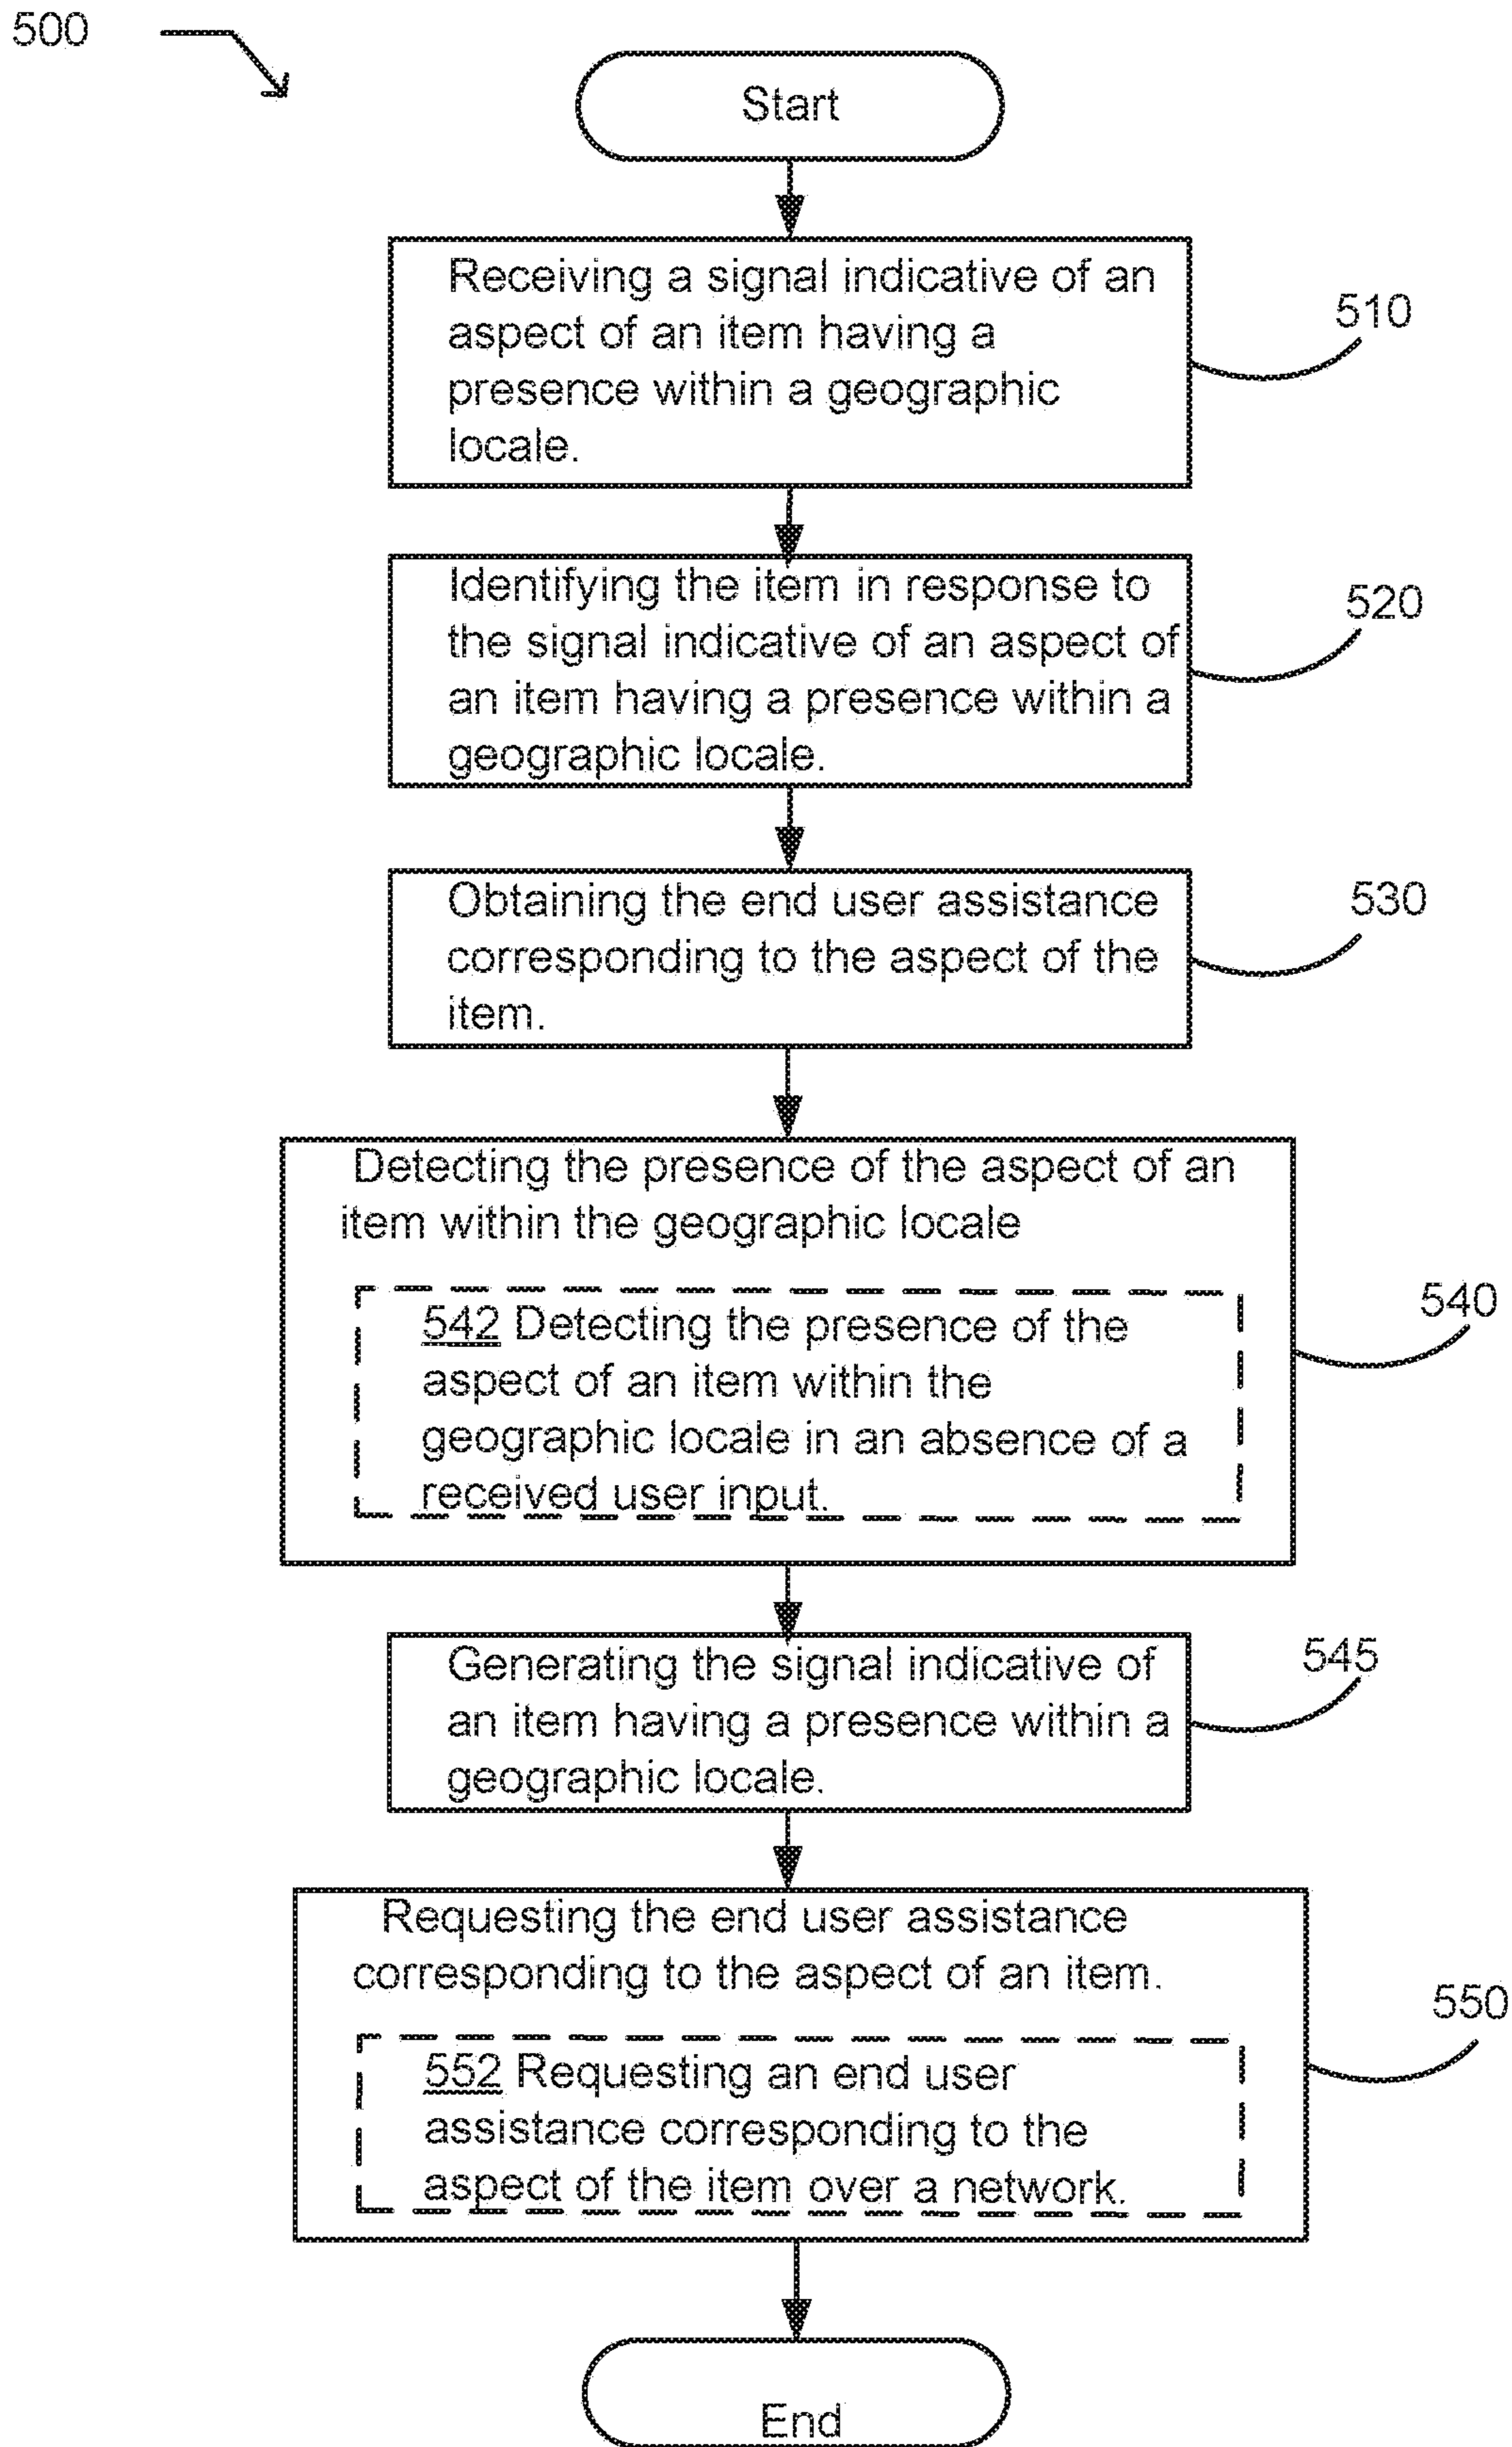 500
Start
Receiving a signal indicative of an
aspect of an item having a
presence within a geographic
locale.
510
Identifying the item in response to
the signal indicative of an aspect of
an item having a presence within a
geographic locale.
520
Obtaining the end user assistance
corresponding to the aspect of the
item.
530
Detecting the presence of the aspect of an
item within the geographic locale
542 Detecting the presence of the
aspect of an item within the
geographic locale in an absence of a
received user input.
540
Generating the signal indicative of
an item having a presence within a
geographic locale.
545
Requesting the end user assistance
corresponding to the aspect of an item.
552 Requesting an end user
assistance corresponding to the
aspect of the item over a network.
550
End